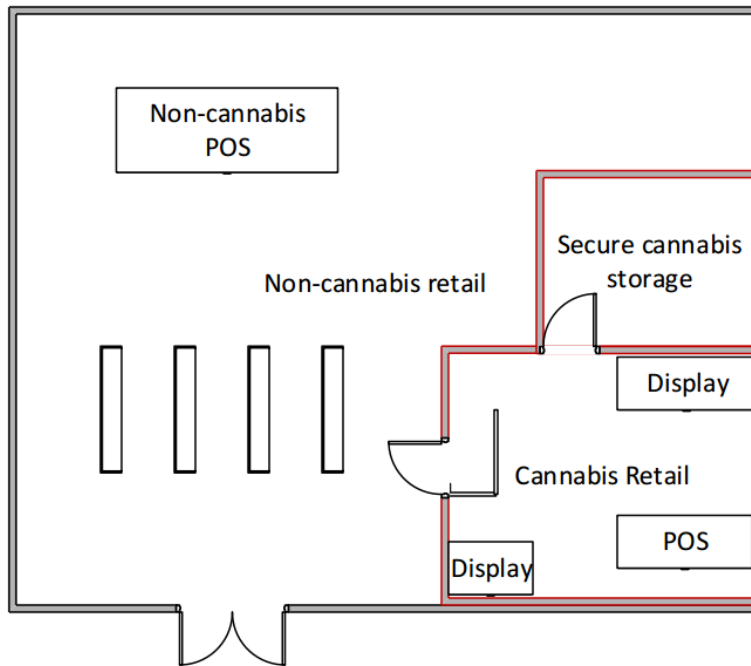 Non-cannabis
POS
Secure cannabis
storage
Non-cannabis retail
Display
Cannabis Retail
POS
Display